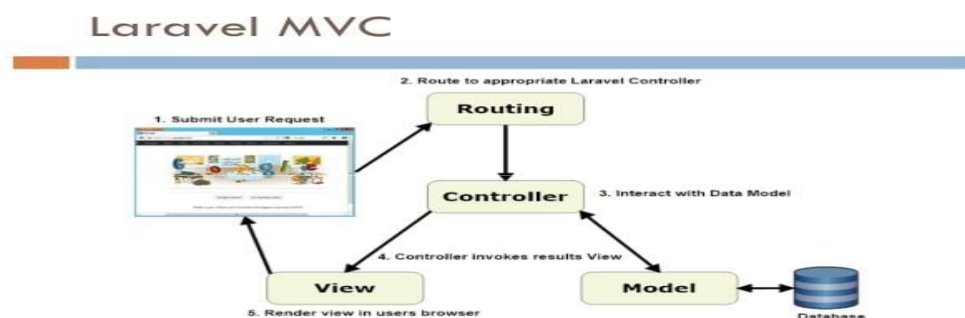 Laravel MVC
2. Route to appropriate Laravel Controller
Routing
1. Submit User Request
Controller
3. Interact with Data Model
4. Controller invokes results View
View
Model
5. Render view in users browser
Database